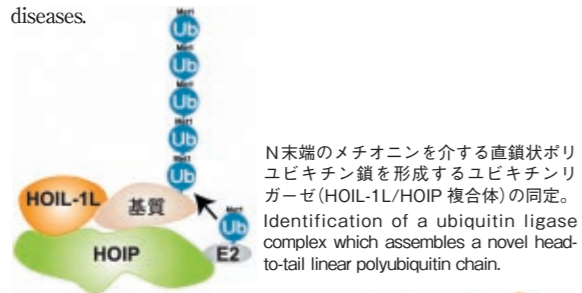 diseases.
Met1
Ub
Met1
Ub
Met1
Ub
Met1
Ub
Met1
Ub
HOIL-1L
基質
Met1
Ub
HOIP
E2
N末端のメチオニンを介する直鎖状ポリ
ユビキチン鎖を形成するユビキチンリ
ガーゼ(HOIL-1L/HOIP 複合体)の同定。
Identification of a ubiquitin ligase
complex which assembles a novel head-
to-tail linear polyubiquitin chain.